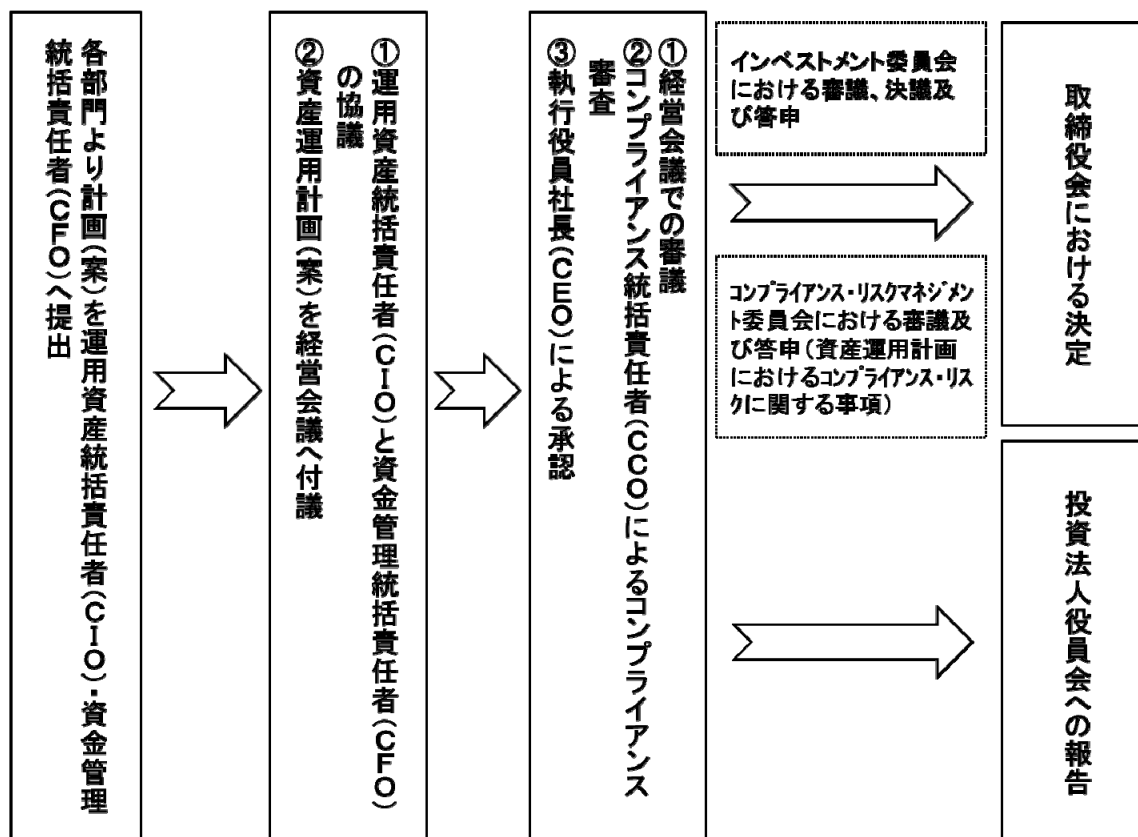 各部門より計画(案)を運用資産統括責任者(CIO)・資金管理
統括責任者(CFO)へ提出
①運用資産統括責任者(CIO)と資金管理統括責任者(CFO)
の協議
②資産運用計画(案)を経営会議へ付議
①経営会議での審議
②コンプライアンス統括責任者(CCO)によるコンプライアンス
審査
③執行役員社長(CEO)による承認
インベストメント委員会
における審議、決議及
び答申
コンプライアンス・リスクマネジメン
ト委員会における審議及
び答申(資産運用計画
におけるコンプライアンス・リス
クに関する事項)
取締役会における決定
投資法人役員会への報告